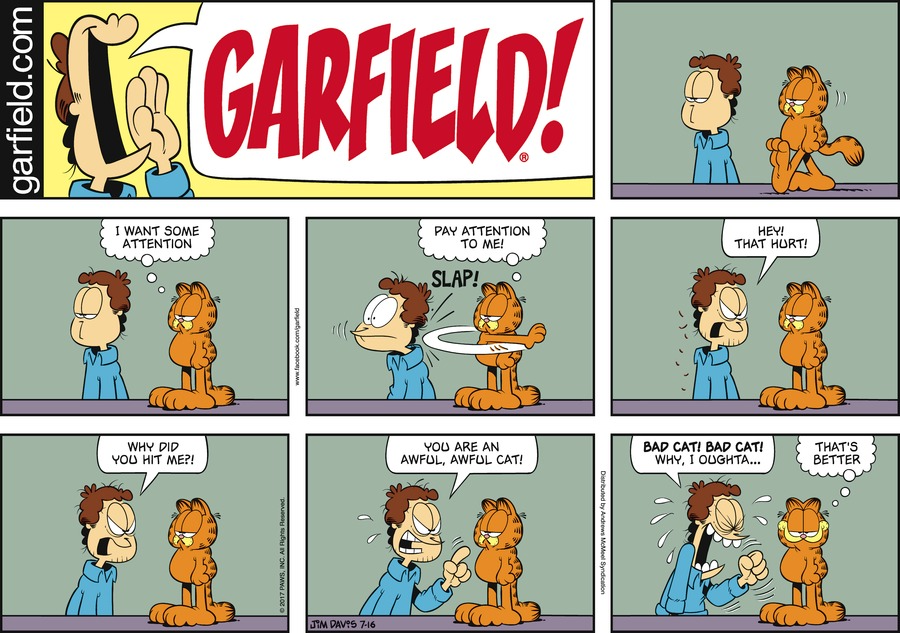 garfield.com
GARFIELD!
®
I WANT SOME
ATTENTION
www.facebook.com/garfield
PAY ATTENTION
TO ME!
SLAP!
HEY!
THAT HURT!
WHY DID
YOU HIT ME?!
© 2017 PAWS, INC. All Rights Reserved.
YOU ARE AN
AWFUL, AWFUL CAT!
JIM DAVIS 7-16
Distributed by Andrews McMeel Syndication
BAD CAT! BAD CAT!
WHY, I OUGHTA...
THAT'S
BETTER